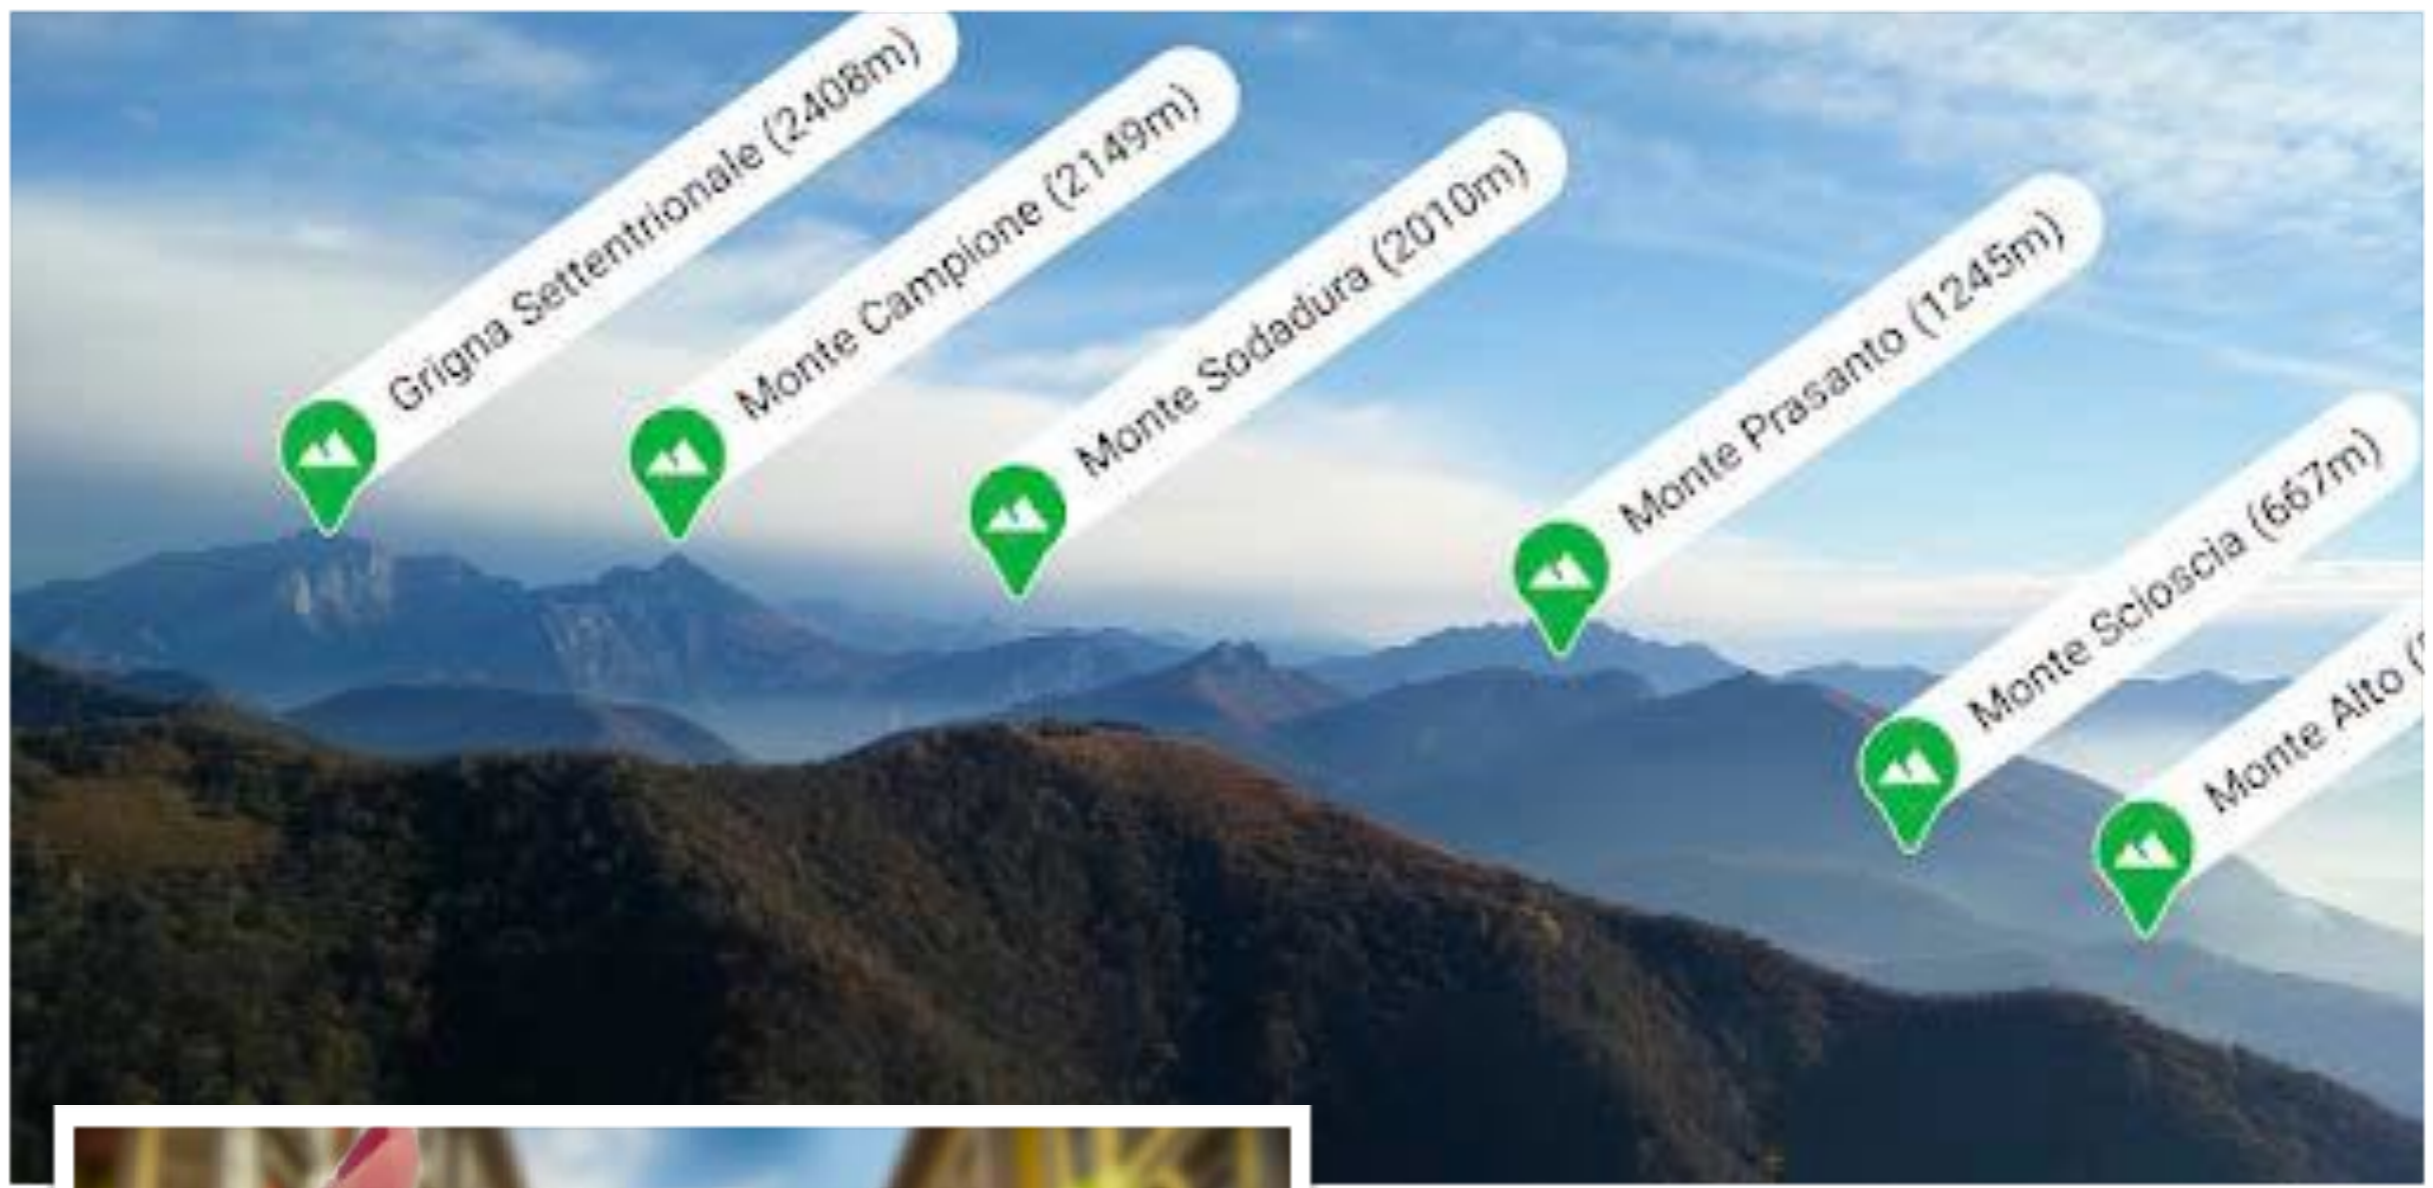 Grigna Settentrionale (2408m)
Monte Campione (2149m)
Monte Sodadura (2010m)
Monte Prasanto (1245m)
Monte Scioscia (667m)
Monte Alto (